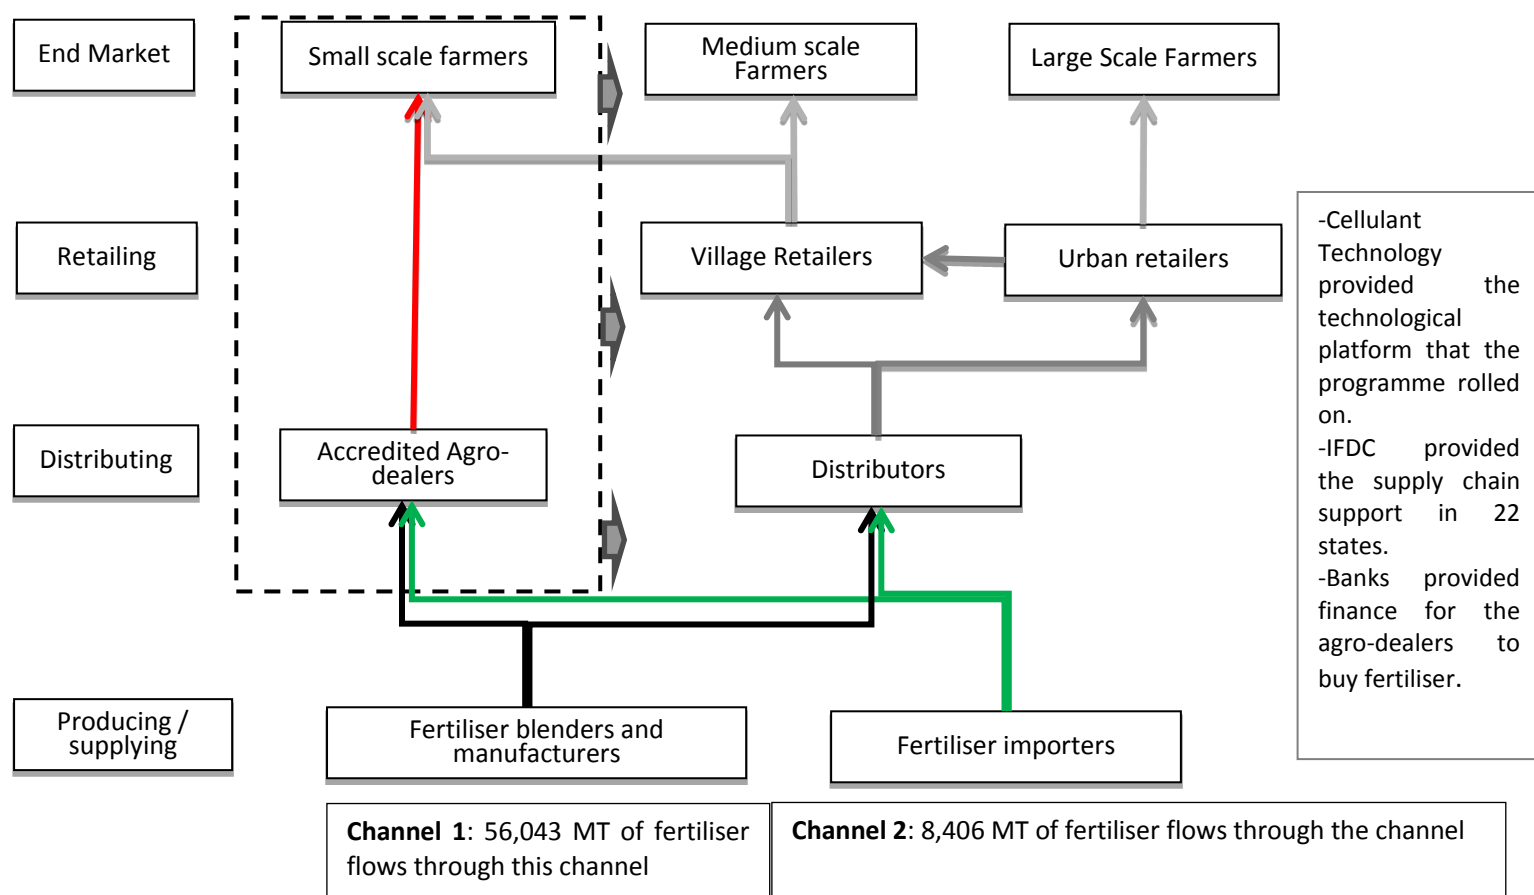 End Market
Small scale farmers
Medium scale
Farmers
Large Scale Farmers
Retailing
Village Retailers
Urban retailers
-Cellulant
Technology
provided the
technological
platform that the
programme rolled
on.
-IFDC provided
the supply chain
support in 22
states.
-Banks provided
finance for the
agro-dealers to
buy fertiliser.
Distributing
Accredited Agro-
dealers
Distributors
Producing /
supplying
Fertiliser blenders and
manufacturers
Fertiliser importers
Channel 1: 56,043 MT of fertiliser
flows through this channel
Channel 2: 8,406 MT of fertiliser flows through the channel